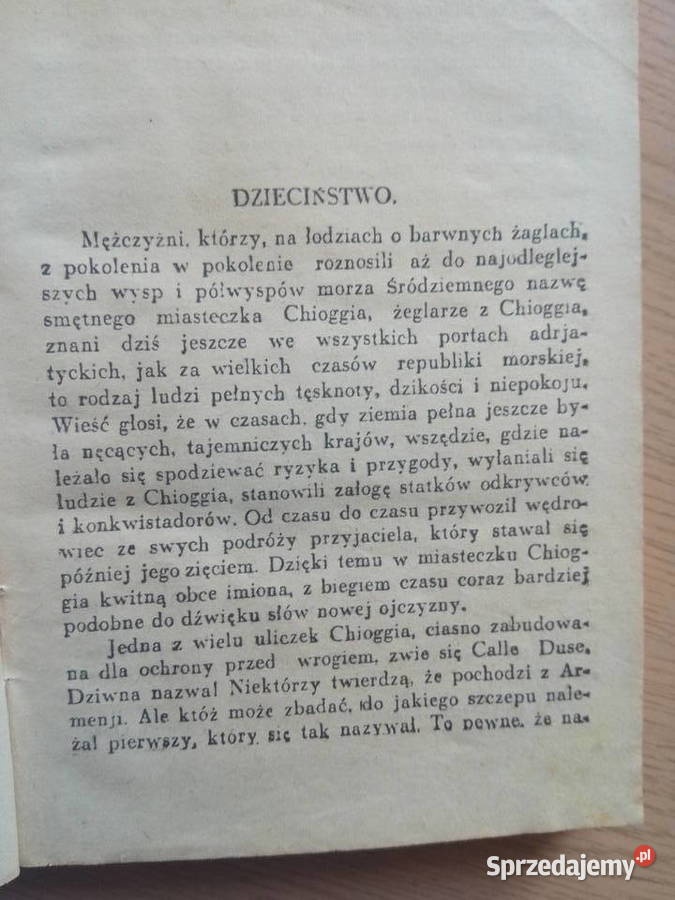 DZIECIŃSTWO.
Mężczyźni, którzy, na łodziach o barwnych żaglach,
z pokolenia w pokolenie roznosili aż do najodleglej-
szych wysp i półwyspów morza Śródziemnego nazwę
smętnego miasteczka Chioggia, żeglarze z Chioggia,
znani dziś jeszcze we wszystkich portach adrja-
tyckich, jak za wielkich czasów republiki morskiej,
to rodzaj ludzi pełnych tęsknoty, dzikości i niepokoju.
Wieść głosi, że w czasach, gdy ziemia pełna jeszcze by-
ła nęcących, tajemniczych krajów, wszędzie, gdzie na-
leżało się spodziewać ryzyka i przygody, wyłaniali się
ludzie z Chioggia, stanowili załogę statków odkrywców
i konkwistadorów. Od czasu do czasu przywoził wędro-
wiec ze swych podróży przyjaciela, który stawał się
później jego zięciem. Dzięki temu w miasteczku Chiog-
gia kwitną obce imiona, z biegiem czasu coraz bardziej
podobne do dźwięku słów nowej ojczyzny.
Jedna z wielu uliczek Chioggia, ciasno zabudowa-
na dla ochrony przed wrogiem, zwie się Calle Duse.
Dziwna nazwa! Niektórzy twierdzą, że pochodzi z Ar-
menji. Ale któż może zbadać, do jakiego szczepu nale-
żał pierwszy, który się tak nazywał. To pewne, że na-
Sprzedajemy.pl